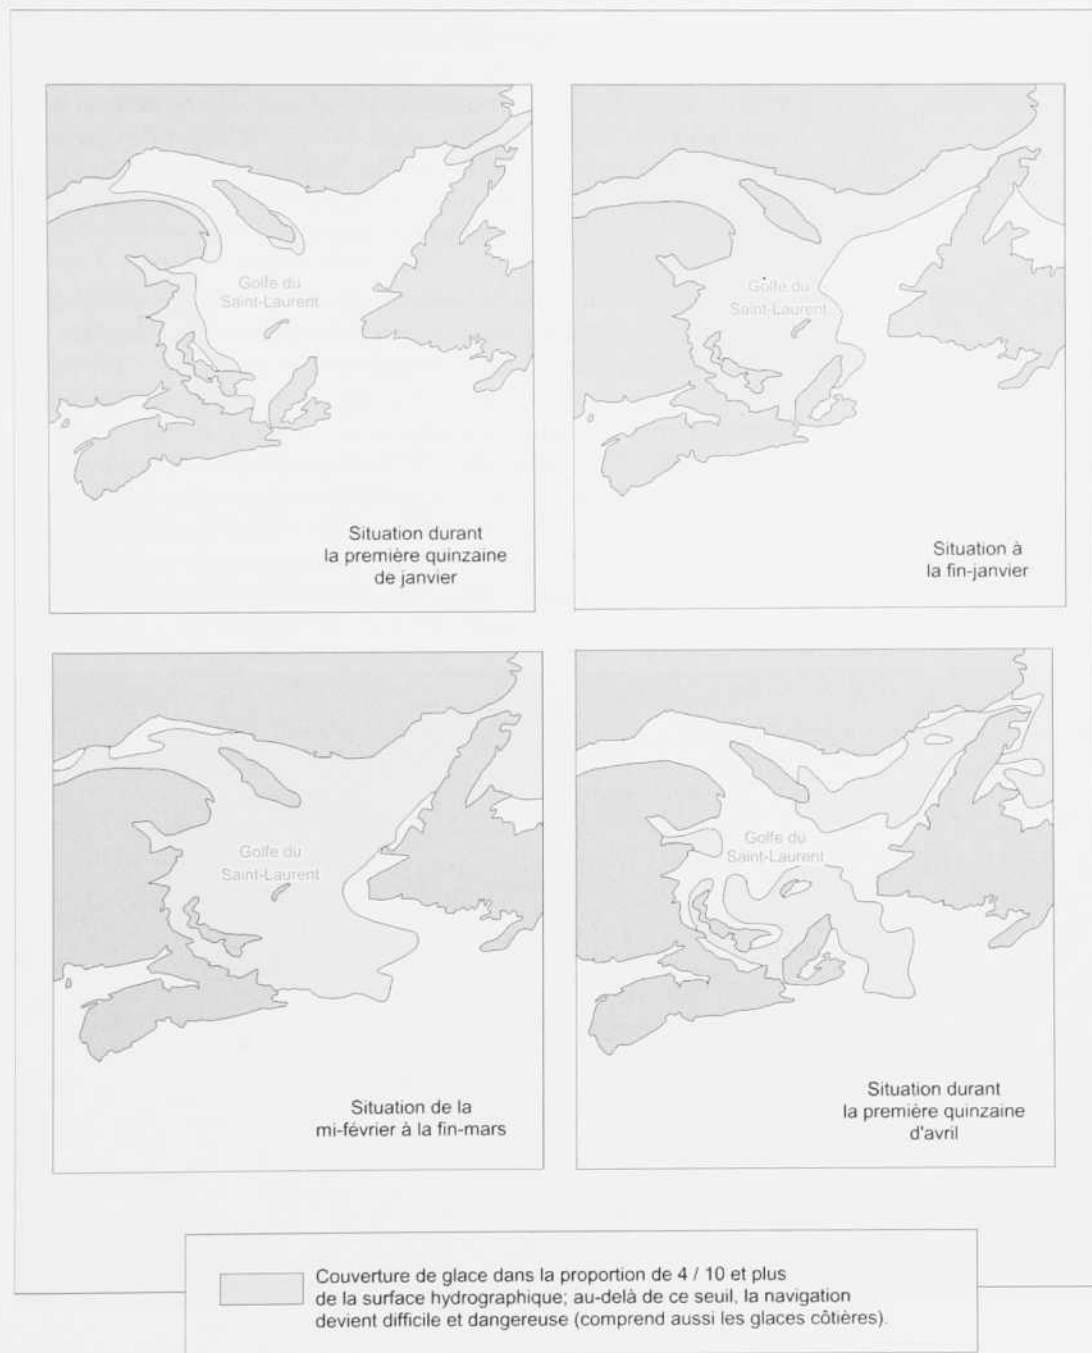 Golfe du
Saint-Laurent
Situation durant
la première quinzaine
de janvier
Golfe du
Saint-Laurent
Situation à
la fin-janvier
Golfe du
Saint-Laurent
Situation de la
mi-février à la fin-mars
Golfe du
Saint-Laurent
Situation durant
la première quinzaine
d'avril
Couverture de glace dans la proportion de 4 / 10 et plus
de la surface hydrographique; au-delà de ce seuil, la navigation
devient difficile et dangereuse (comprend aussi les glaces côtières).